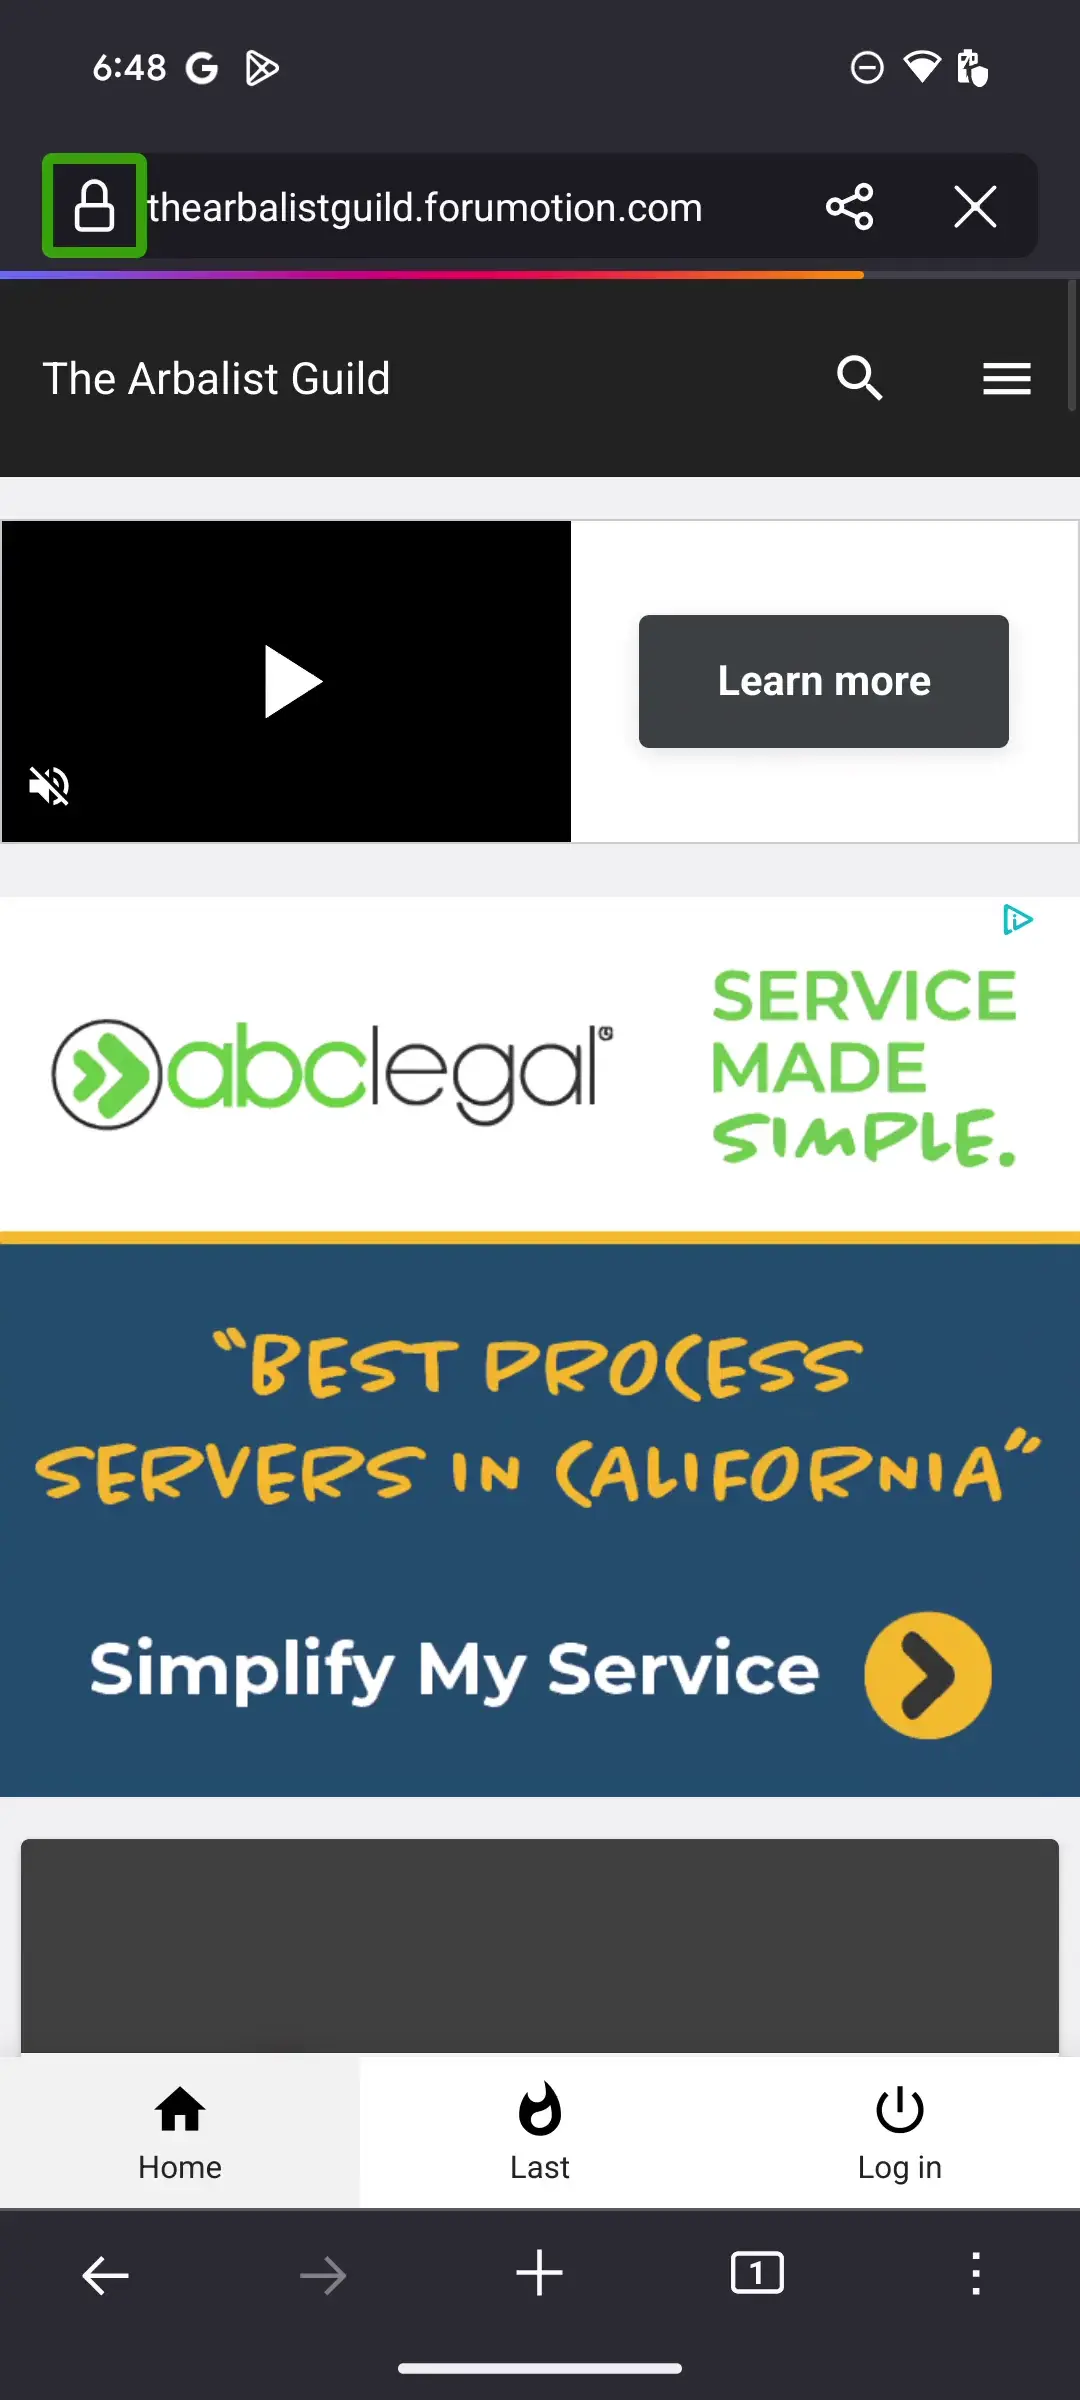 6:48
thearbalistguild.forumotion.com
The Arbalist Guild
Learn more
abclegal
SERVICE
MADE
SIMPLE.
“BEST PROCESS
SERVERS IN CALIFORNIA”
Simplify My Service
Home
Last
Log in
1